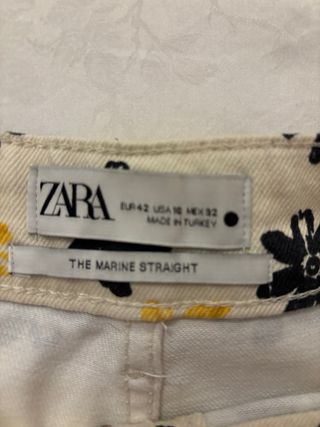 ZARA
EUR 42 USA 10 MEX 32
MADE IN TURKEY
THE MARINE STRAIGHT